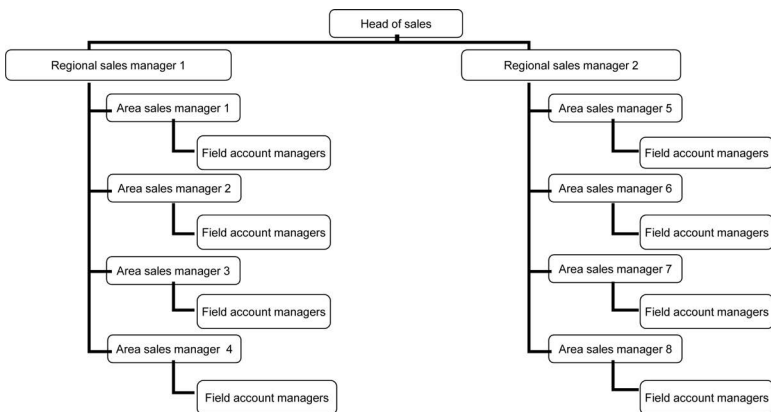 Head of sales
Regional sales manager 1
Regional sales manager 2
Area sales manager 1
Field account managers
Area sales manager 2
Field account managers
Area sales manager 3
Field account managers
Area sales manager  4
Field account managers
Area sales manager 5
Field account managers
Area sales manager 6
Field account managers
Area sales manager 7
Field account managers
Area sales manager 8
Field account managers